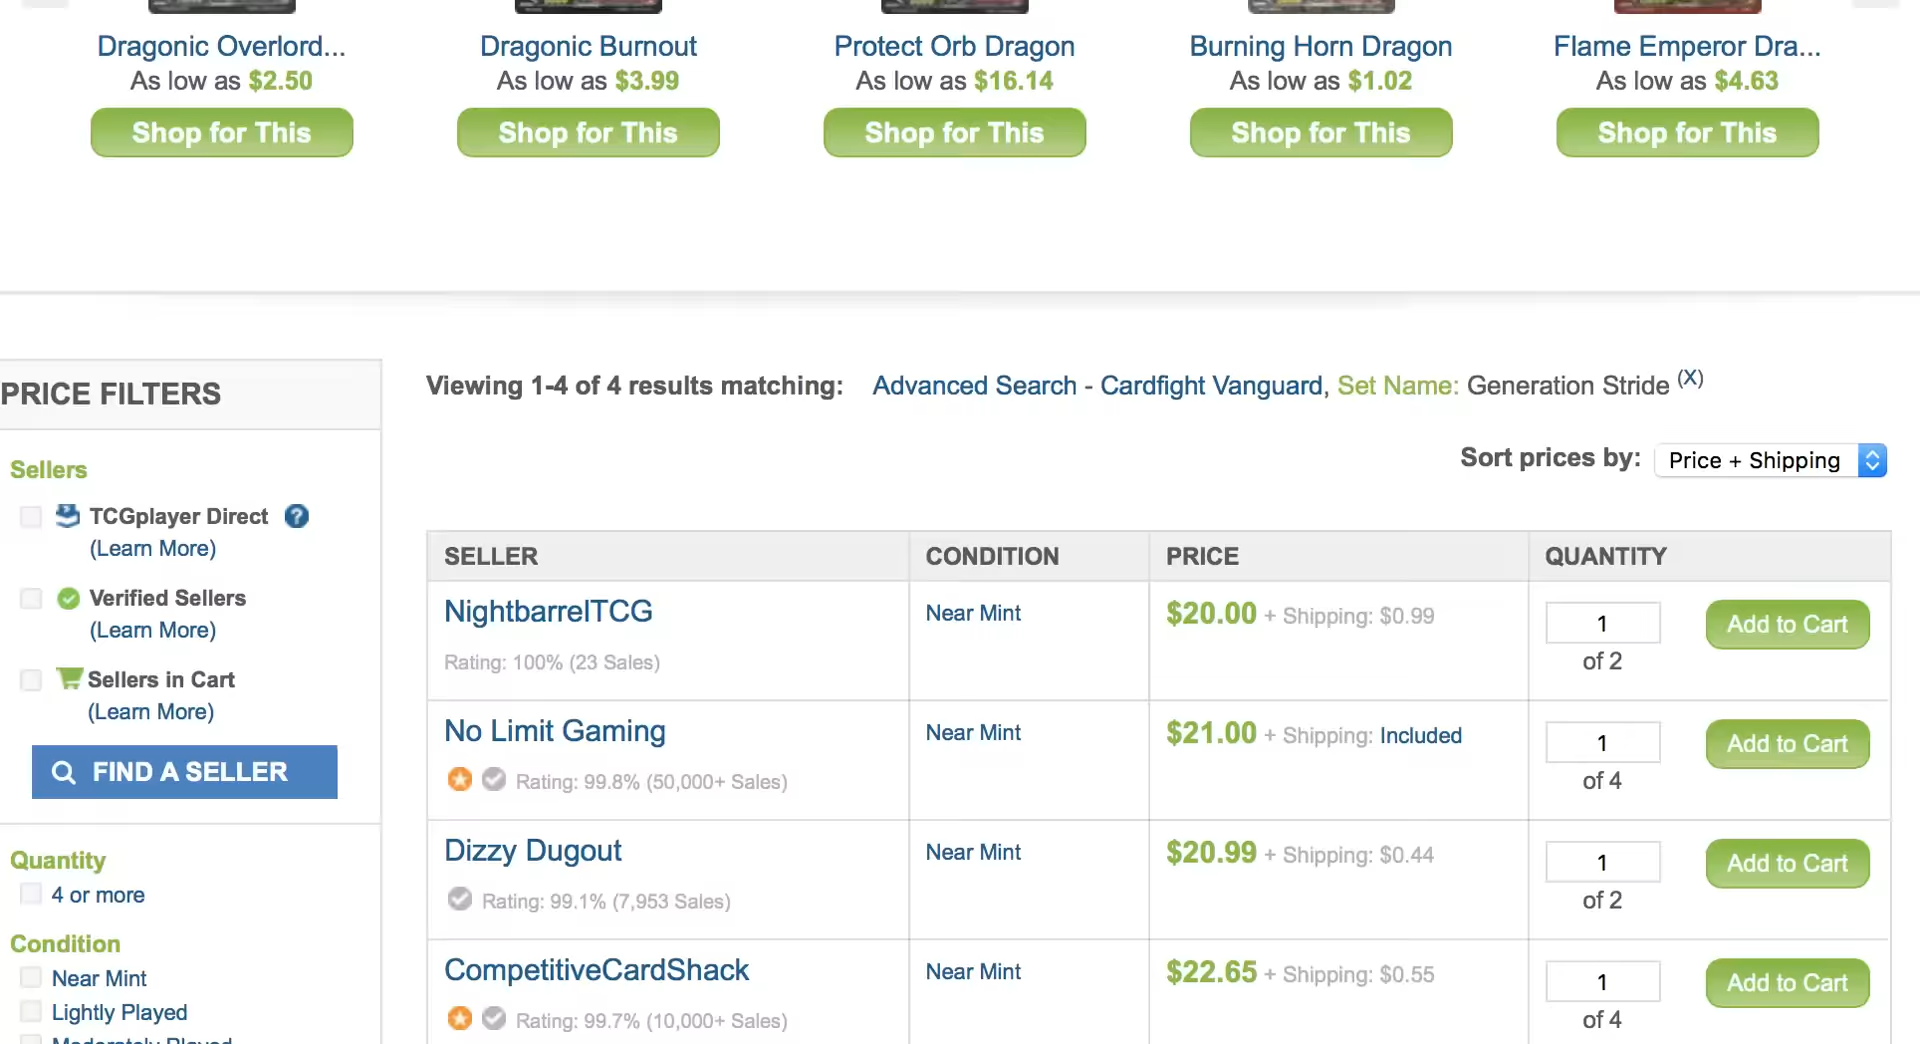 Dragonic Overlord...
As low as $2.50
Shop for This
Dragonic Burnout
As low as $3.99
Shop for This
Protect Orb Dragon
As low as $16.14
Shop for This
Burning Horn Dragon
As low as $1.02
Shop for This
Flame Emperor Dra...
As low as $4.63
Shop for This
PRICE FILTERS
Sellers
TCGplayer Direct ?
(Learn More)
Verified Sellers
(Learn More)
Sellers in Cart
(Learn More)
FIND A SELLER
Quantity
4 or more
Condition
Near Mint
Lightly Played
Moderately Played
Viewing 1-4 of 4 results matching: Advanced Search - Cardfight Vanguard, Set Name: Generation Stride (X)
Sort prices by: Price + Shipping
SELLER CONDITION PRICE QUANTITY
NightbarrelTCG Near Mint $20.00 + Shipping: $0.99 1 Add to Cart
Rating: 100% (23 Sales) of 2
No Limit Gaming Near Mint $21.00 + Shipping: Included 1 Add to Cart
Rating: 99.8% (50,000+ Sales) of 4
Dizzy Dugout Near Mint $20.99 + Shipping: $0.44 1 Add to Cart
Rating: 99.1% (7,953 Sales) of 2
CompetitiveCardShack Near Mint $22.65 + Shipping: $0.55 1 Add to Cart
Rating: 99.7% (10,000+ Sales) of 4